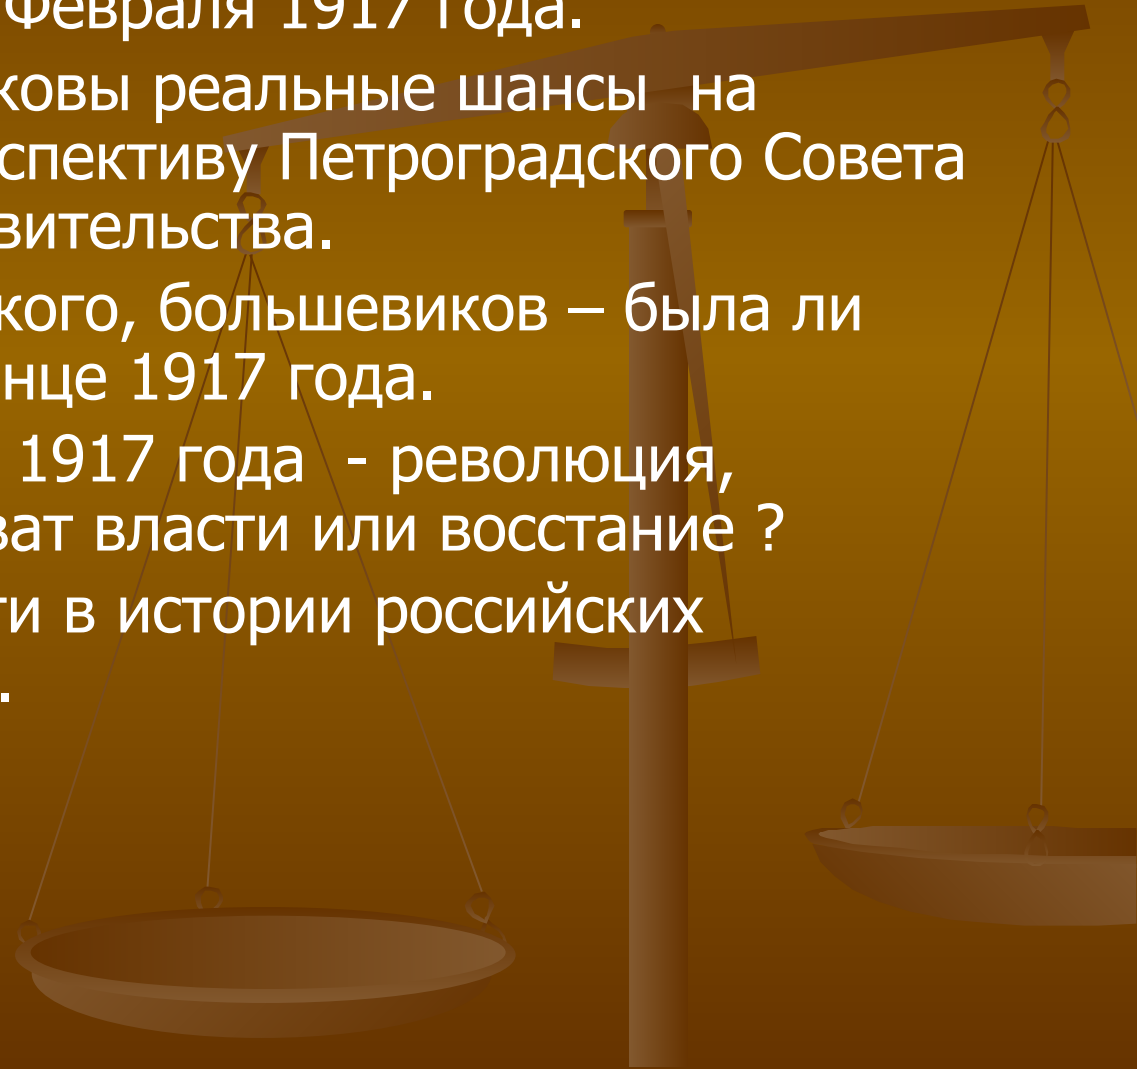 Февраля 1917 года.
ковы реальные шансы на
спективу Петроградского Совета
вительства.
кого, большевиков – была ли
нце 1917 года.
1917 года - революция,
ват власти или восстание ?
ти в истории российских
.